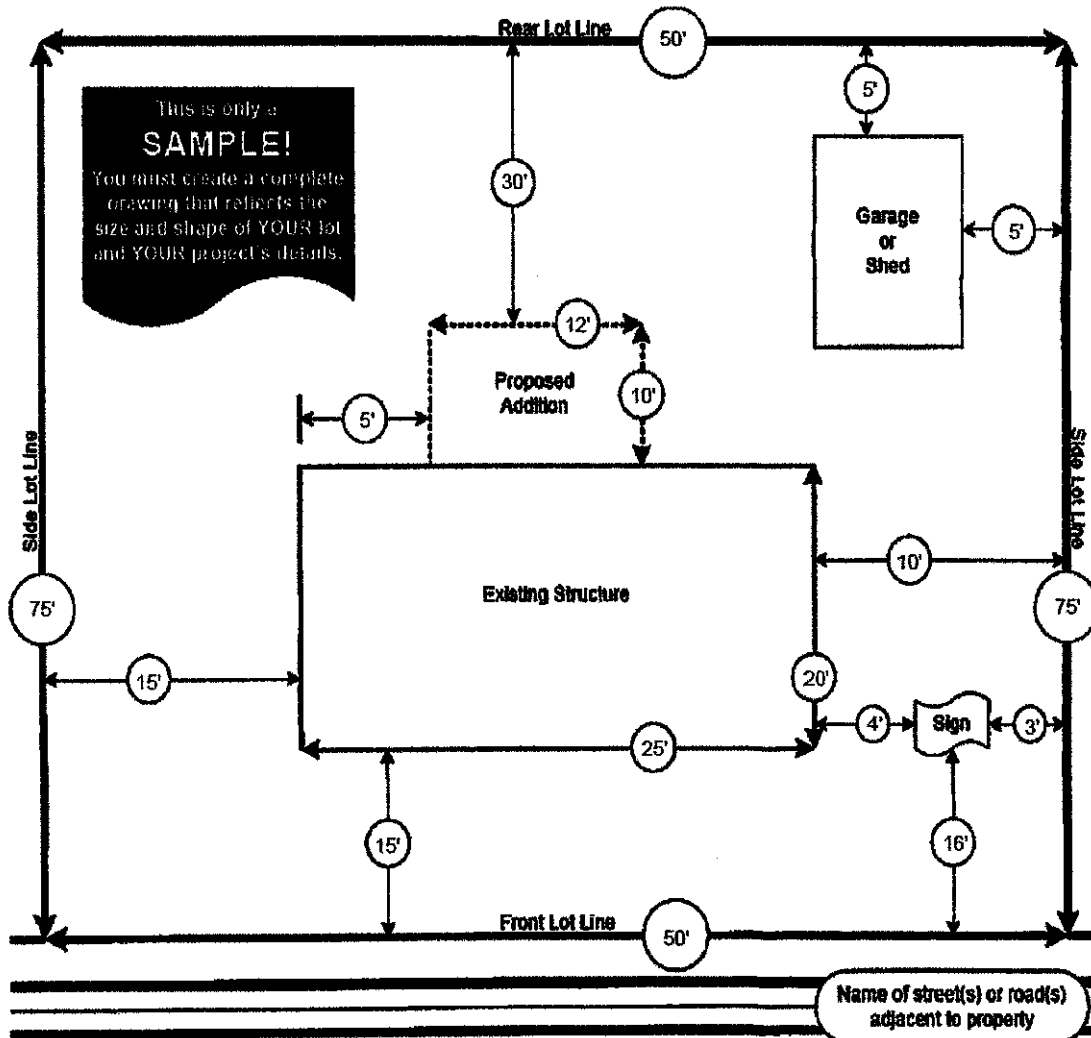 Rear Lot Line
50'
This is only a
SAMPLE!
You must create a complete
drawing that reflects the
size and shape of YOUR lot
and YOUR project's details.
5'
30'
Garage
or
Shed
5'
12'
Proposed
Addition
10'
5'
Side Lot Line
Side Lot Line
10'
Existing Structure
75'
75'
15'
20'
4'
Sign
3'
25'
15'
16'
Front Lot Line
50'
Name of street(s) or road(s)
adjacent to property